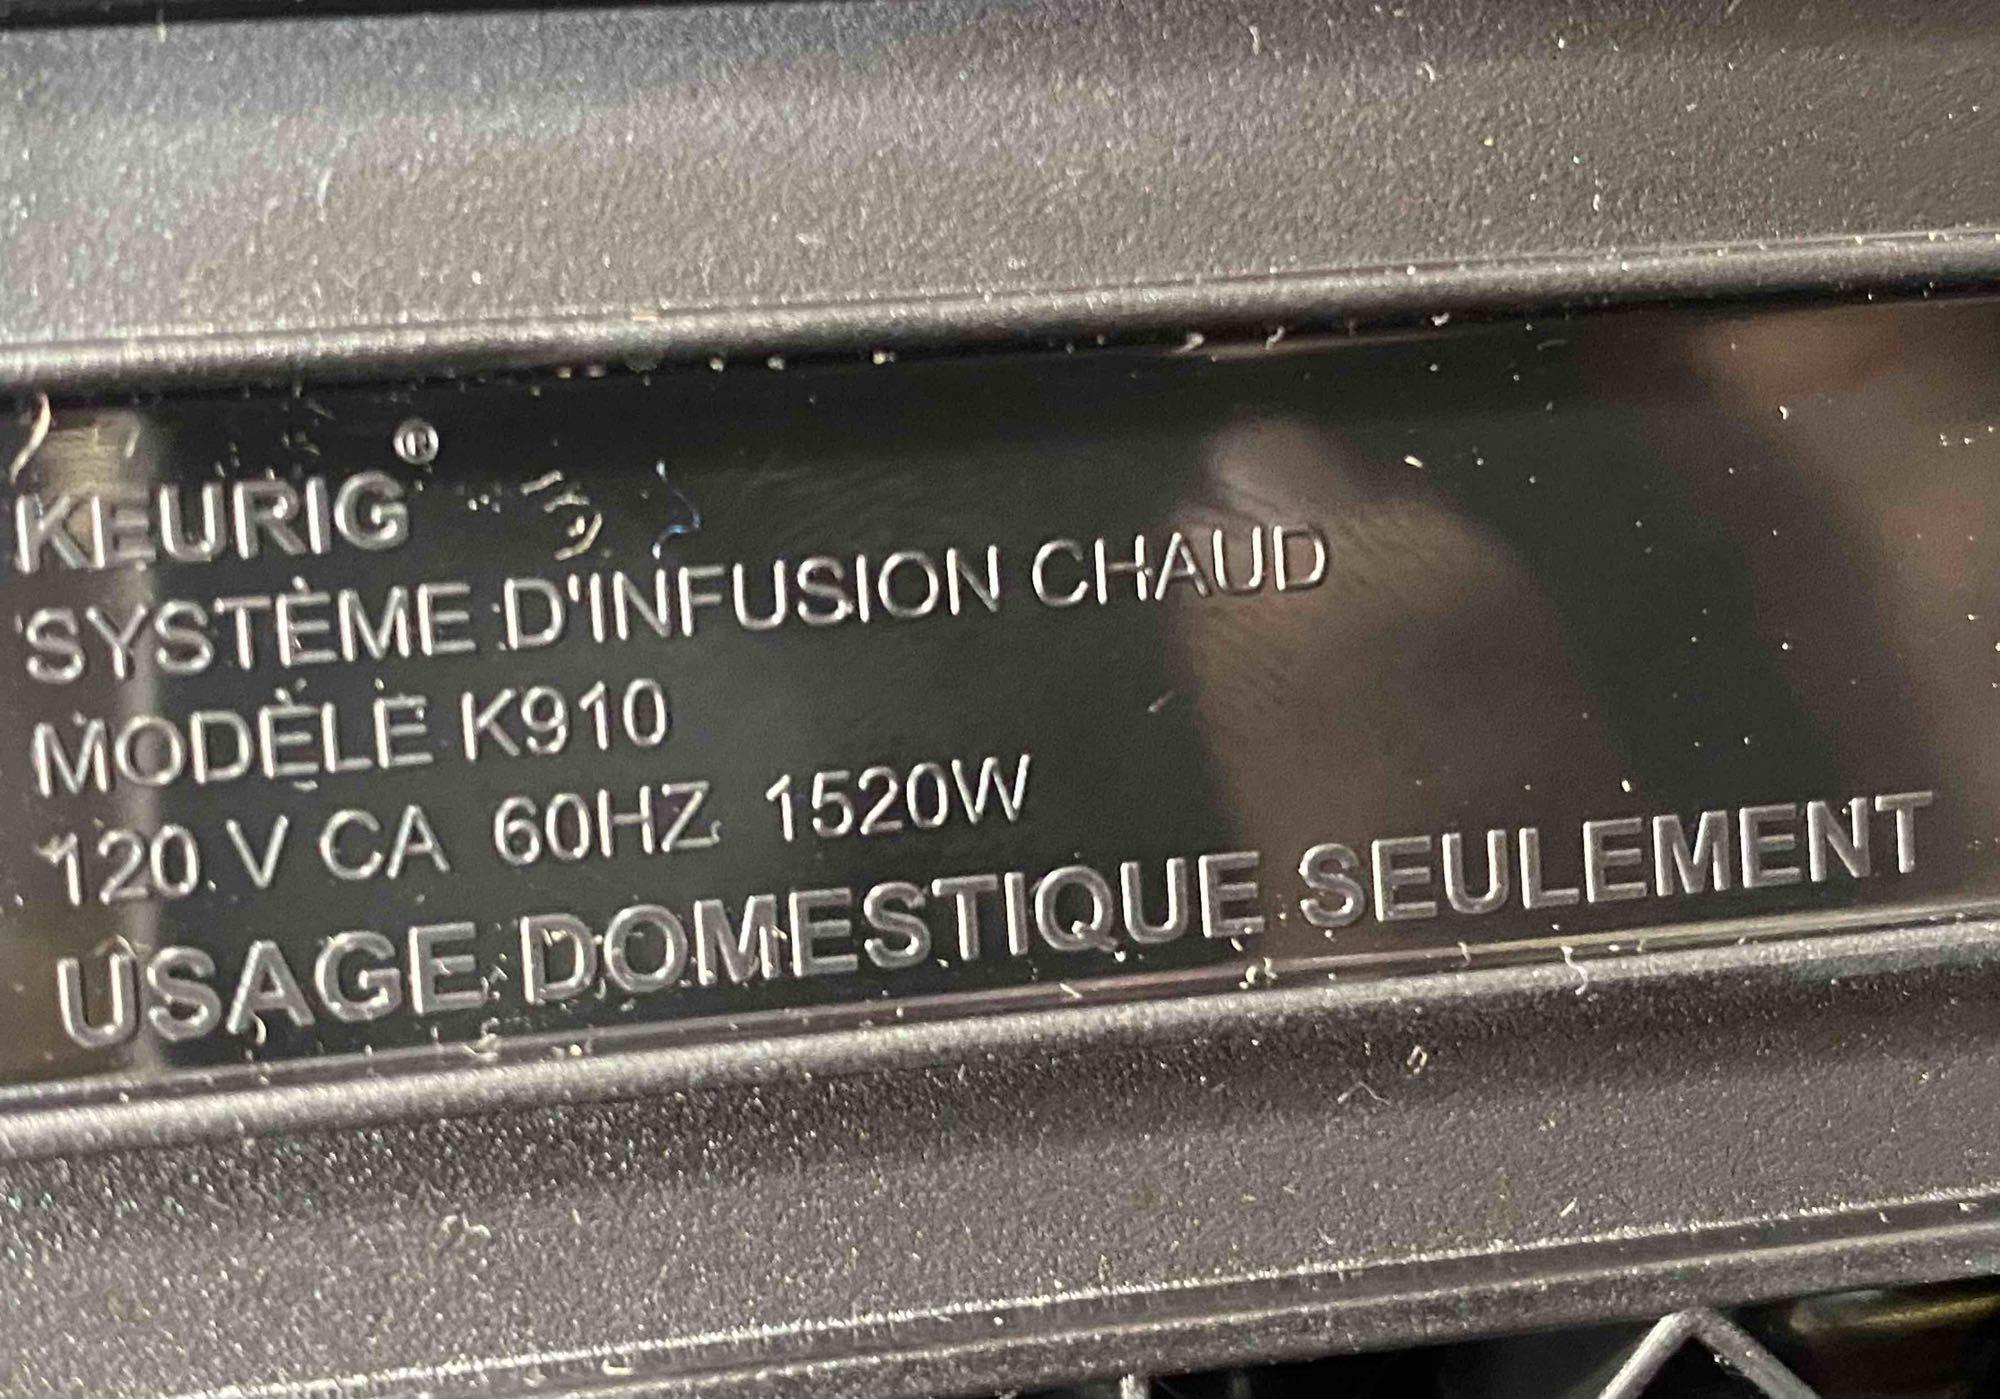 KEURIG®
SYSTÈME D'INFUSION CHAUD
MODÈLE K910
120 V CA 60HZ 1520W
USAGE DOMESTIQUE SEULEMENT